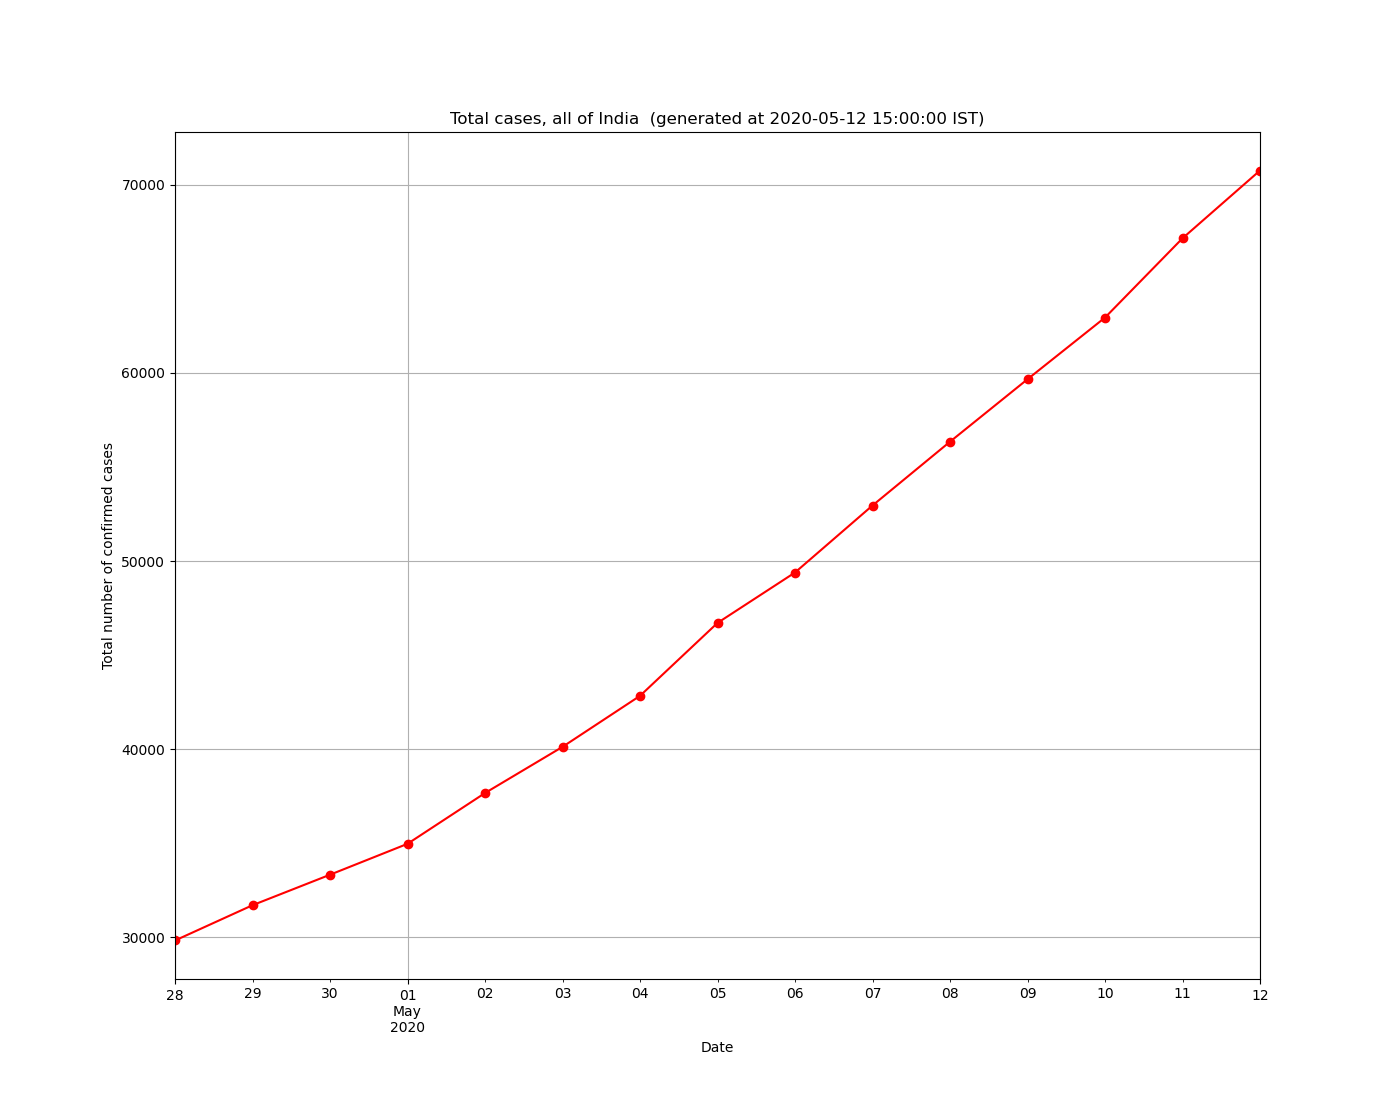 Total cases, all of India  (generated at 2020-05-12 15:00:00 IST)
70000
60000
50000
40000
30000
Total number of confirmed cases
28 29 30 01 02 03 04 05 06 07 08 09 10 11 12
May
2020
Date